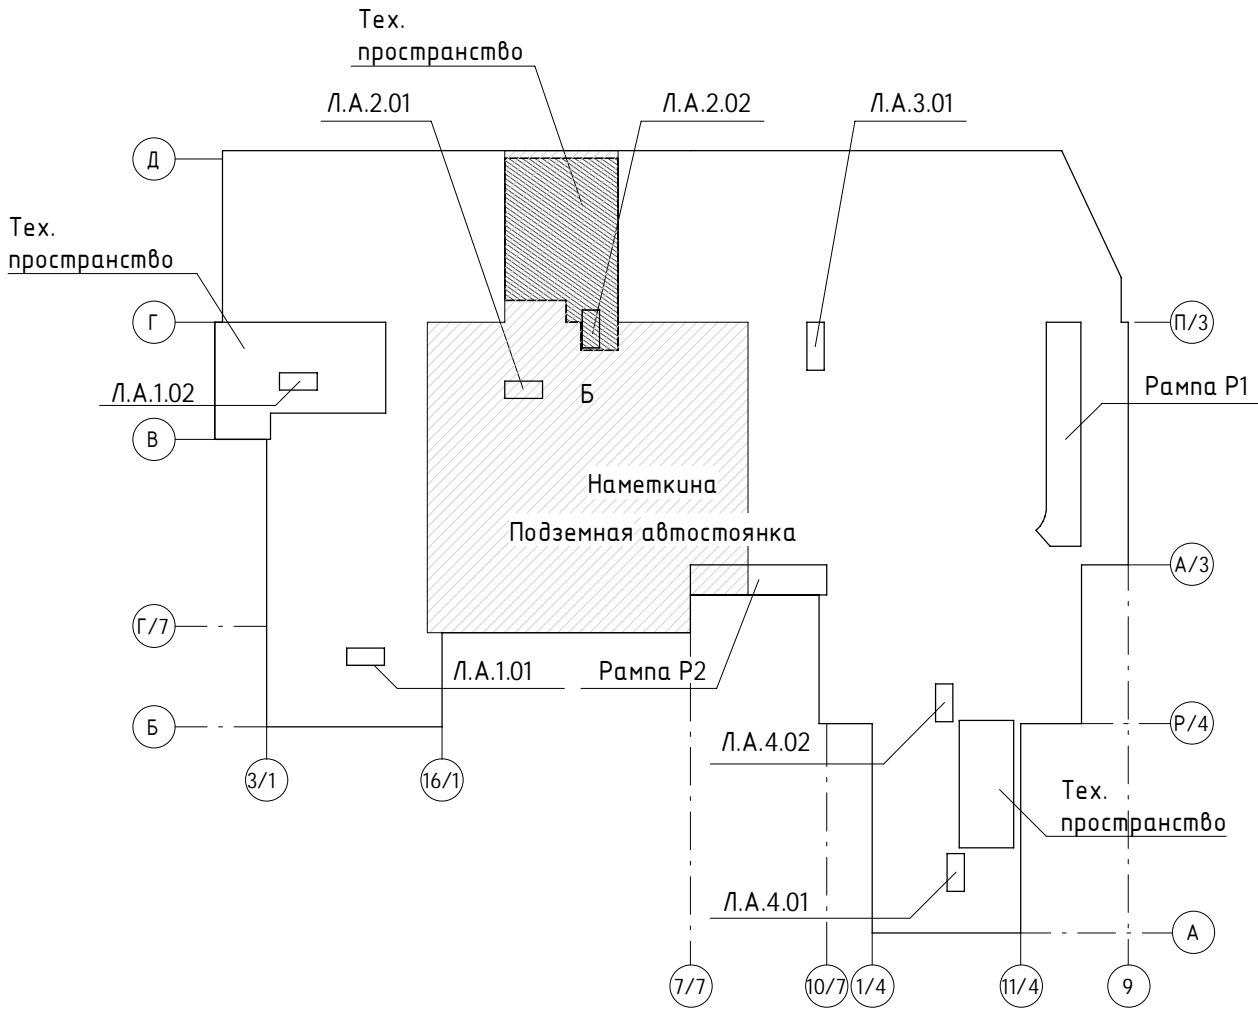 Тех.
пространство
Л.А.2.01
Л.А.2.02
Л.А.3.01
Д
Тех.
пространство
Г
П/3
Л.А.1.02
Б
Рампа Р1
В
Наметкина
Подземная автостоянка
А/3
Г/7
Л.А.1.01
Рампа Р2
Б
Р/4
Л.А.4.02
3/1
16/1
Тех.
пространство
Л.А.4.01
А
7/7
10/7
1/4
11/4
9